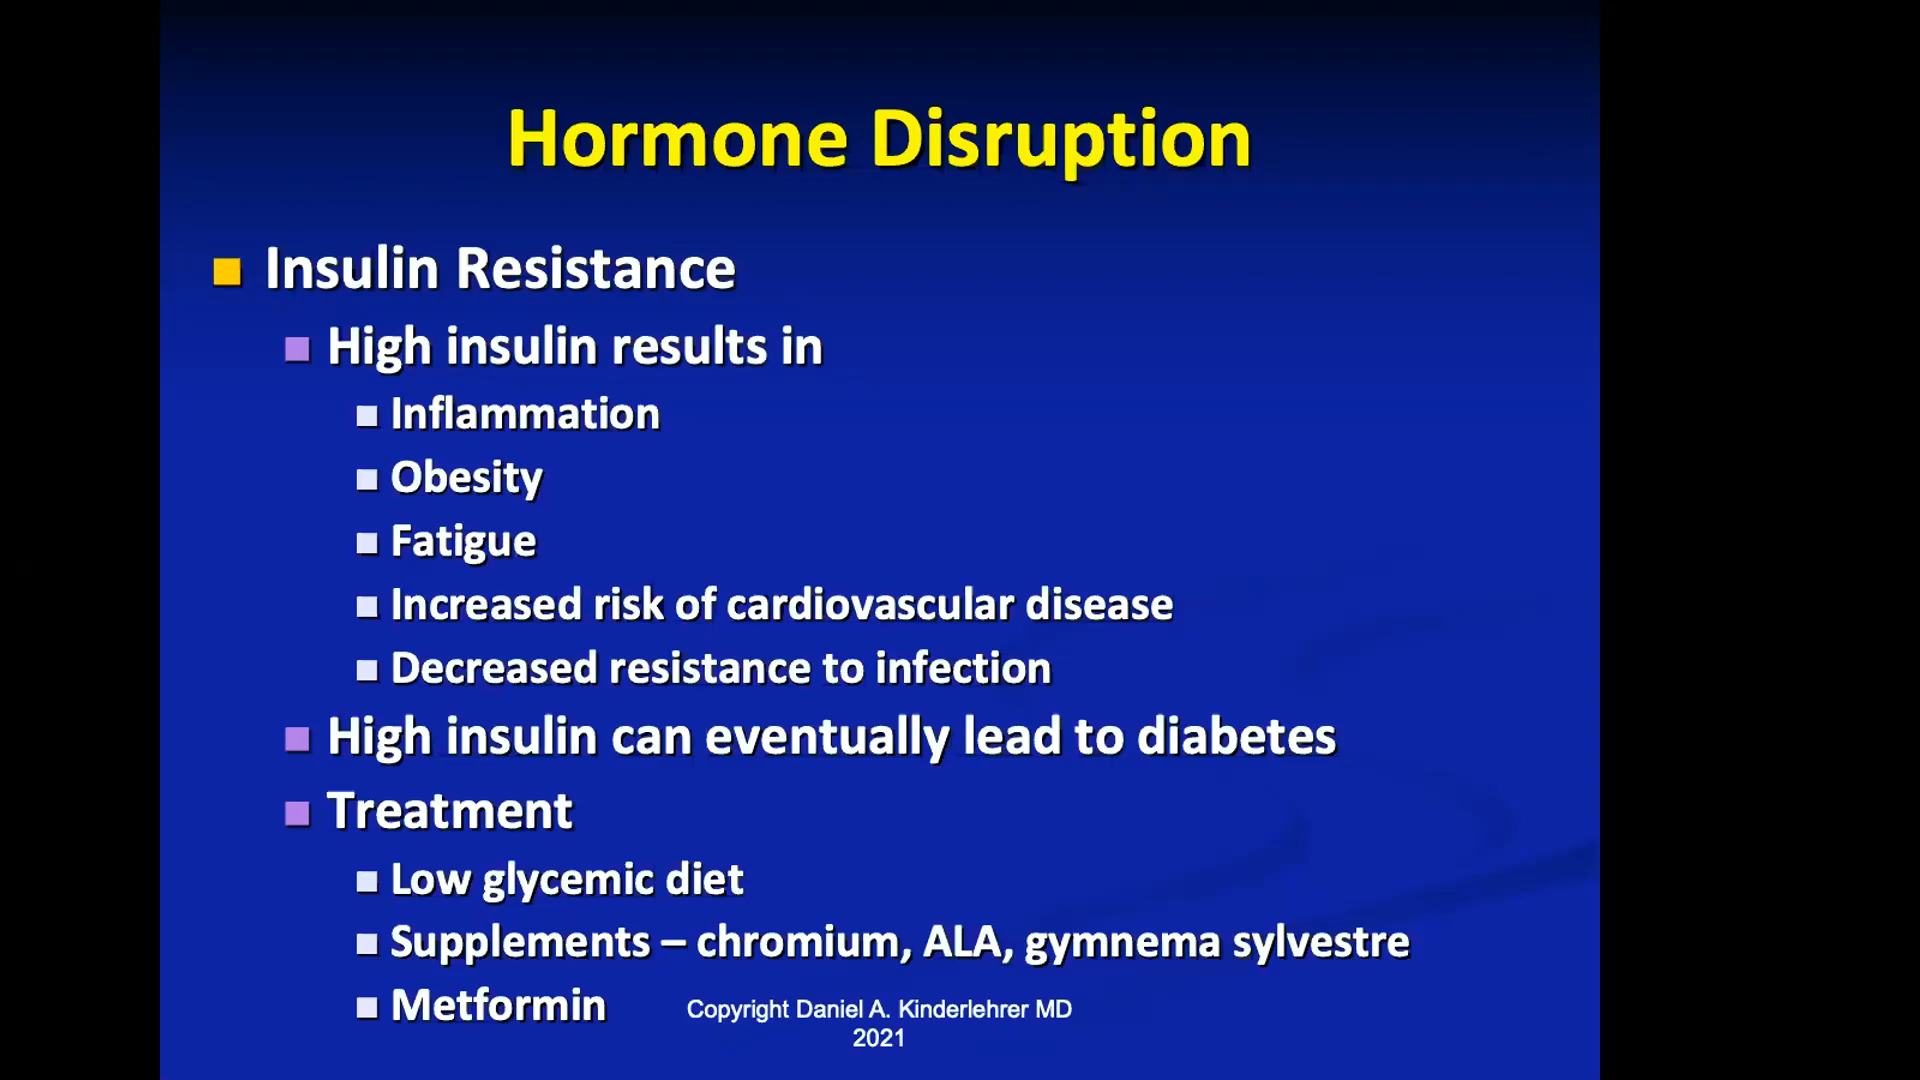 Hormone Disruption
Insulin Resistance
High insulin results in
Inflammation
Obesity
Fatigue
Increased risk of cardiovascular disease
Decreased resistance to infection
High insulin can eventually lead to diabetes
Treatment
Low glycemic diet
Supplements – chromium, ALA, gymnema sylvestre
Metformin
Copyright Daniel A. Kinderlehrer MD
2021